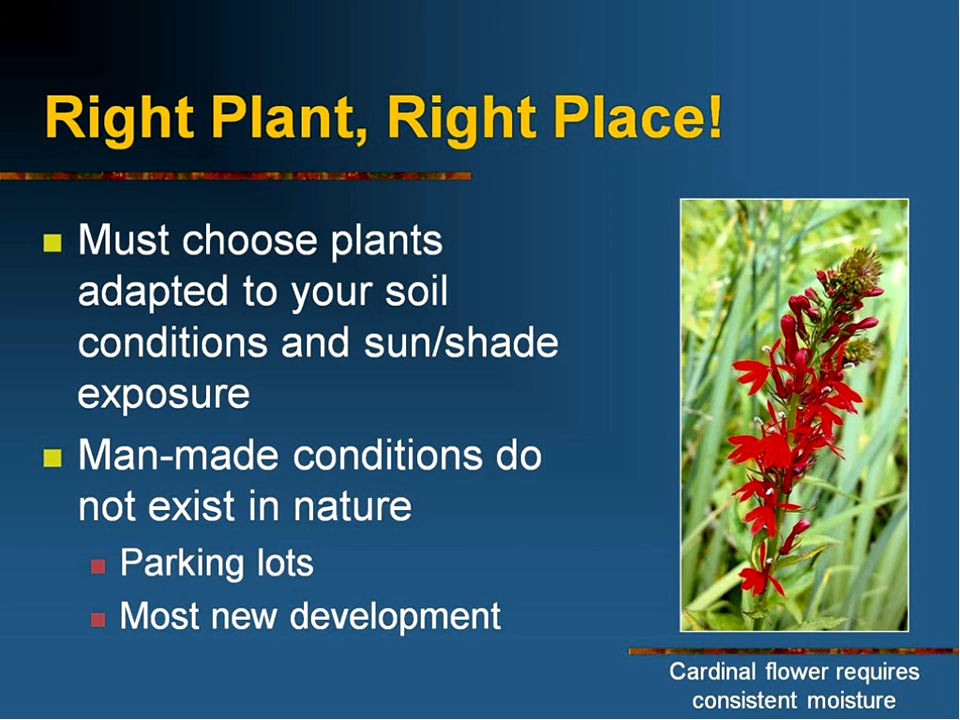 Right Plant, Right Place!
Must choose plants
adapted to your soil
conditions and sun/shade
exposure
Man-made conditions do
not exist in nature
Parking lots
Most new development
Cardinal flower requires
consistent moisture